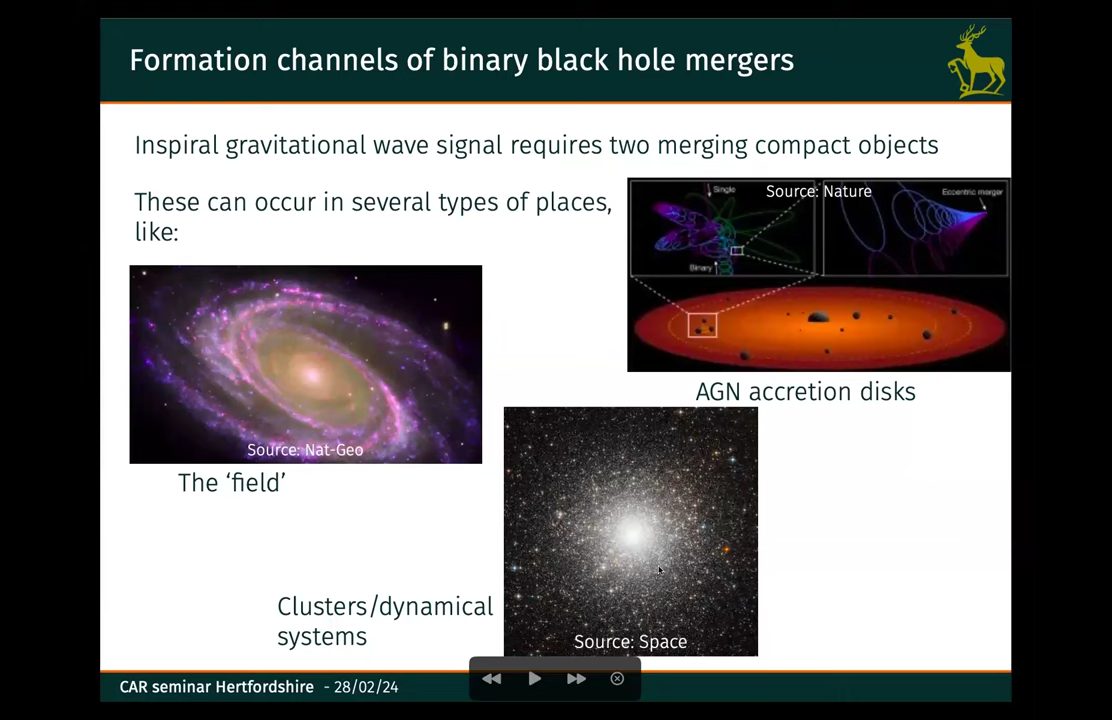 Formation channels of binary black hole mergers
Inspiral gravitational wave signal requires two merging compact objects
These can occur in several types of places,
like:
Single
Source: Nature
Eccentric merger
Binary
Source: Nat-Geo
The ‘field’
AGN accretion disks
Clusters/dynamical
systems
Source: Space
CAR seminar Hertfordshire - 28/02/24